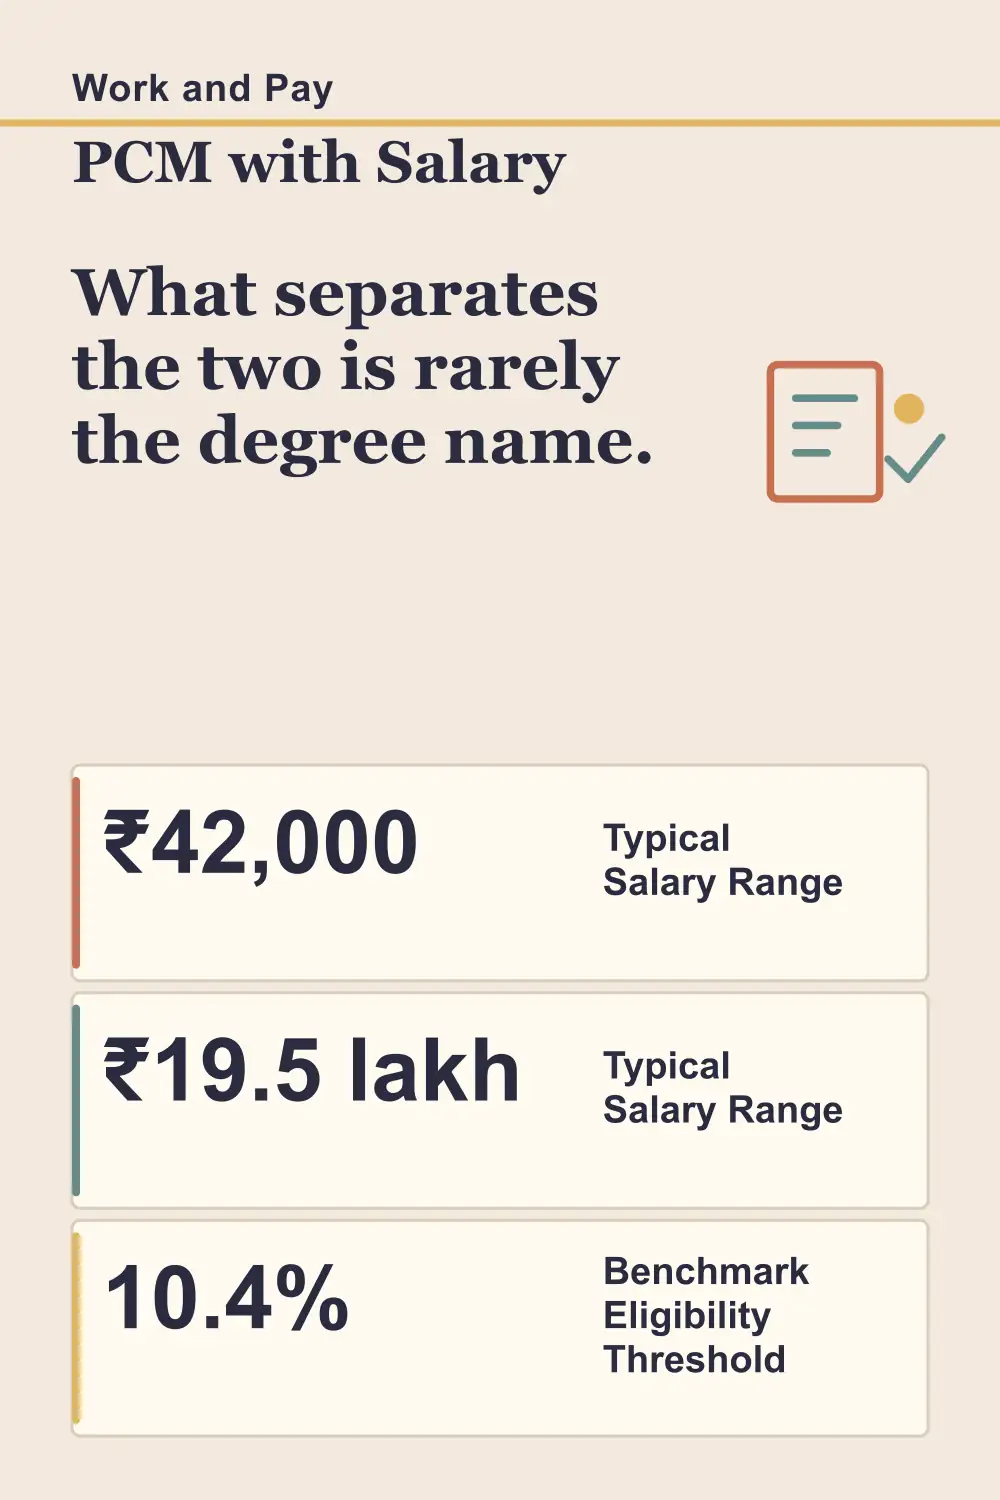 Work and Pay
PCM with Salary
What separates
the two is rarely
the degree name.
₹42,000
Typical
Salary Range
₹19.5 lakh
Typical
Salary Range
10.4%
Benchmark
Eligibility
Threshold